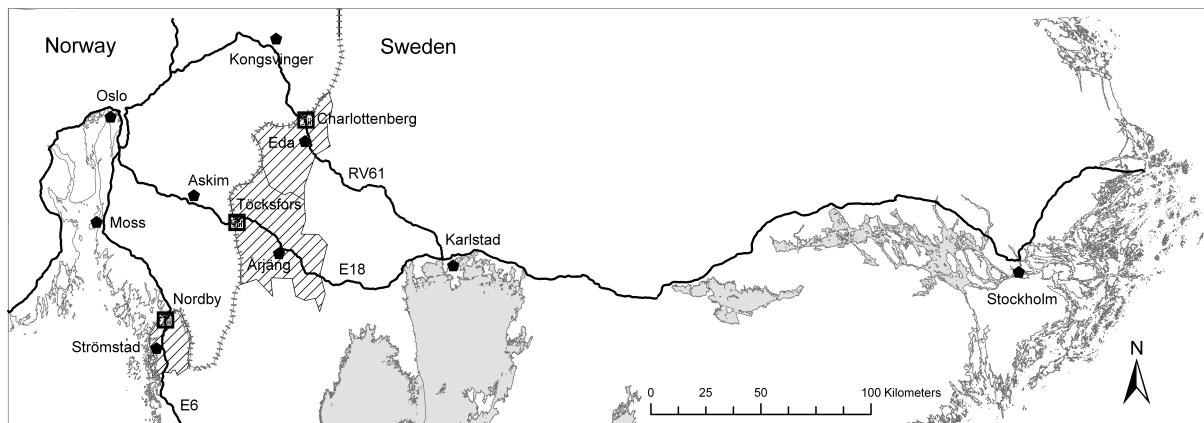 Norway
Sweden
Kongsvinger
Oslo
Charlottenberg
Eda
RV61
Askim
Töcksfors
Moss
Årjäng
Karlstad
E18
Nordby
Stockholm
Strömstad
N
0 25 50 100 Kilometers
E6